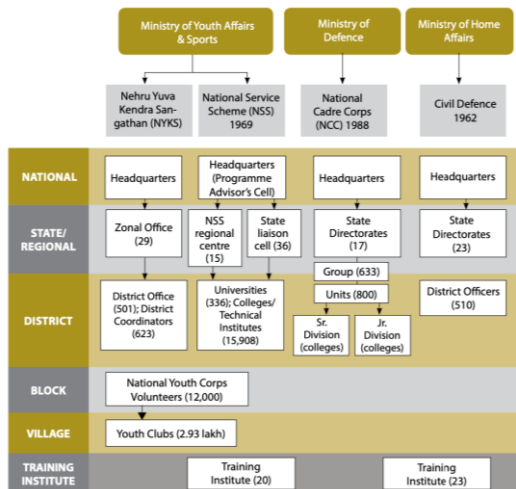 Ministry of Youth Affairs
& Sports
Ministry of
Defence
Ministry of Home
Affairs
Nehru Yuva
Kendra San-
gathan (NYKS)
National Service
Scheme (NSS)
1969
National
Cadre Corps
(NCC) 1988
Civil Defence
1962
NATIONAL
Headquarters
Headquarters
(Programme
Advisor's Cell)
Headquarters
Headquarters
STATE/
REGIONAL
Zonal Office
(29)
NSS
regional
centre
(15)
State
liaison
cell (36)
State
Directorates
(17)
State
Directorates
(23)
Group (633)
DISTRICT
District Office
(501); District
Coordinators
(623)
Universities
(336); Colleges/
Technical
Institutes
(15,908)
Units (800)
Sr.
Division
(colleges)
Jr.
Division
(colleges)
District Officers
(510)
BLOCK
National Youth Corps
Volunteers (12,000)
VILLAGE
Youth Clubs (2.93 lakh)
TRAINING
INSTITUTE
Training
Institute (20)
Training
Institute (23)